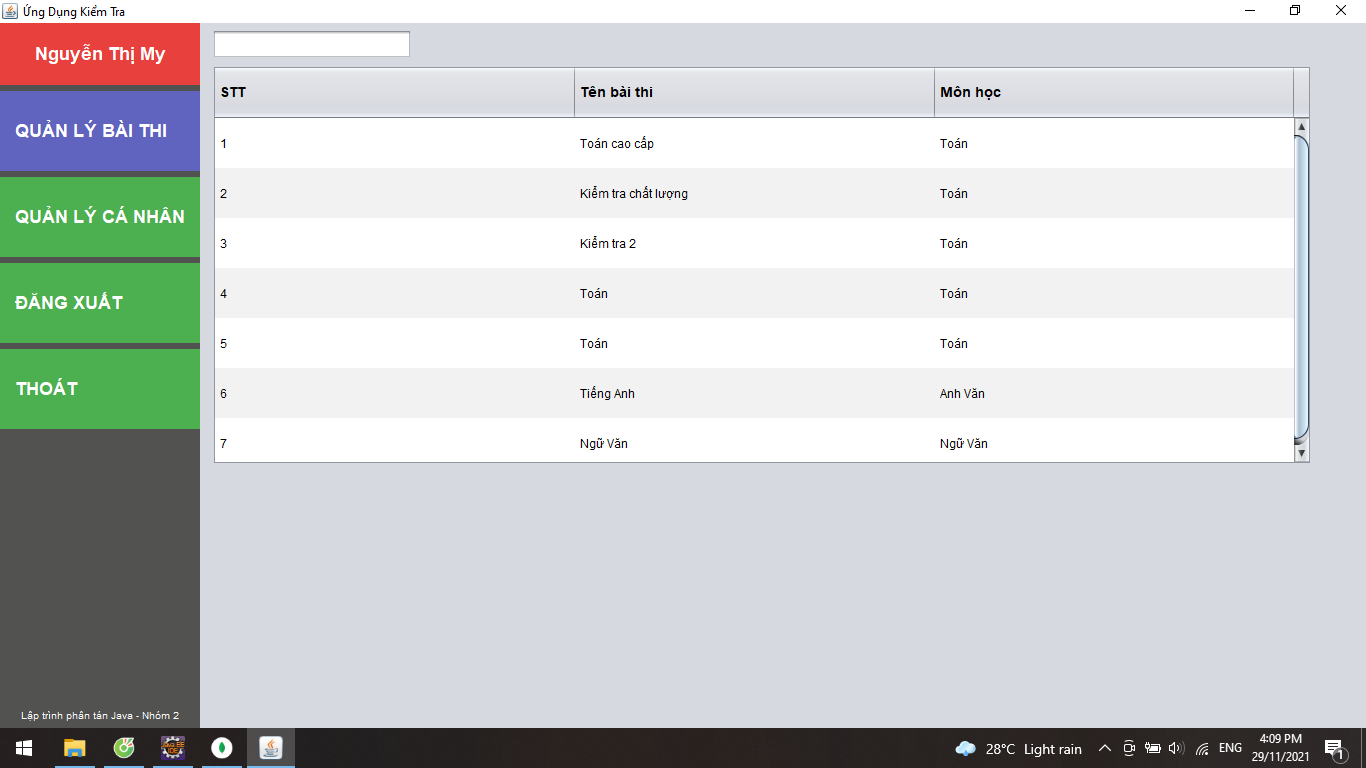 Ứng Dụng Kiểm Tra
Nguyễn Thị My
QUẢN LÝ BÀI THI
QUẢN LÝ CÁ NHÂN
ĐĂNG XUẤT
THOÁT
Lập trình phân tán Java - Nhóm 2
STT Tên bài thi Môn học
1 Toán cao cấp Toán
2 Kiểm tra chất lượng Toán
3 Kiểm tra 2 Toán
4 Toán Toán
5 Toán Toán
6 Tiếng Anh Anh Văn
7 Ngữ Văn Ngữ Văn
28°C Light rain ENG 4:09 PM
29/11/2021
1